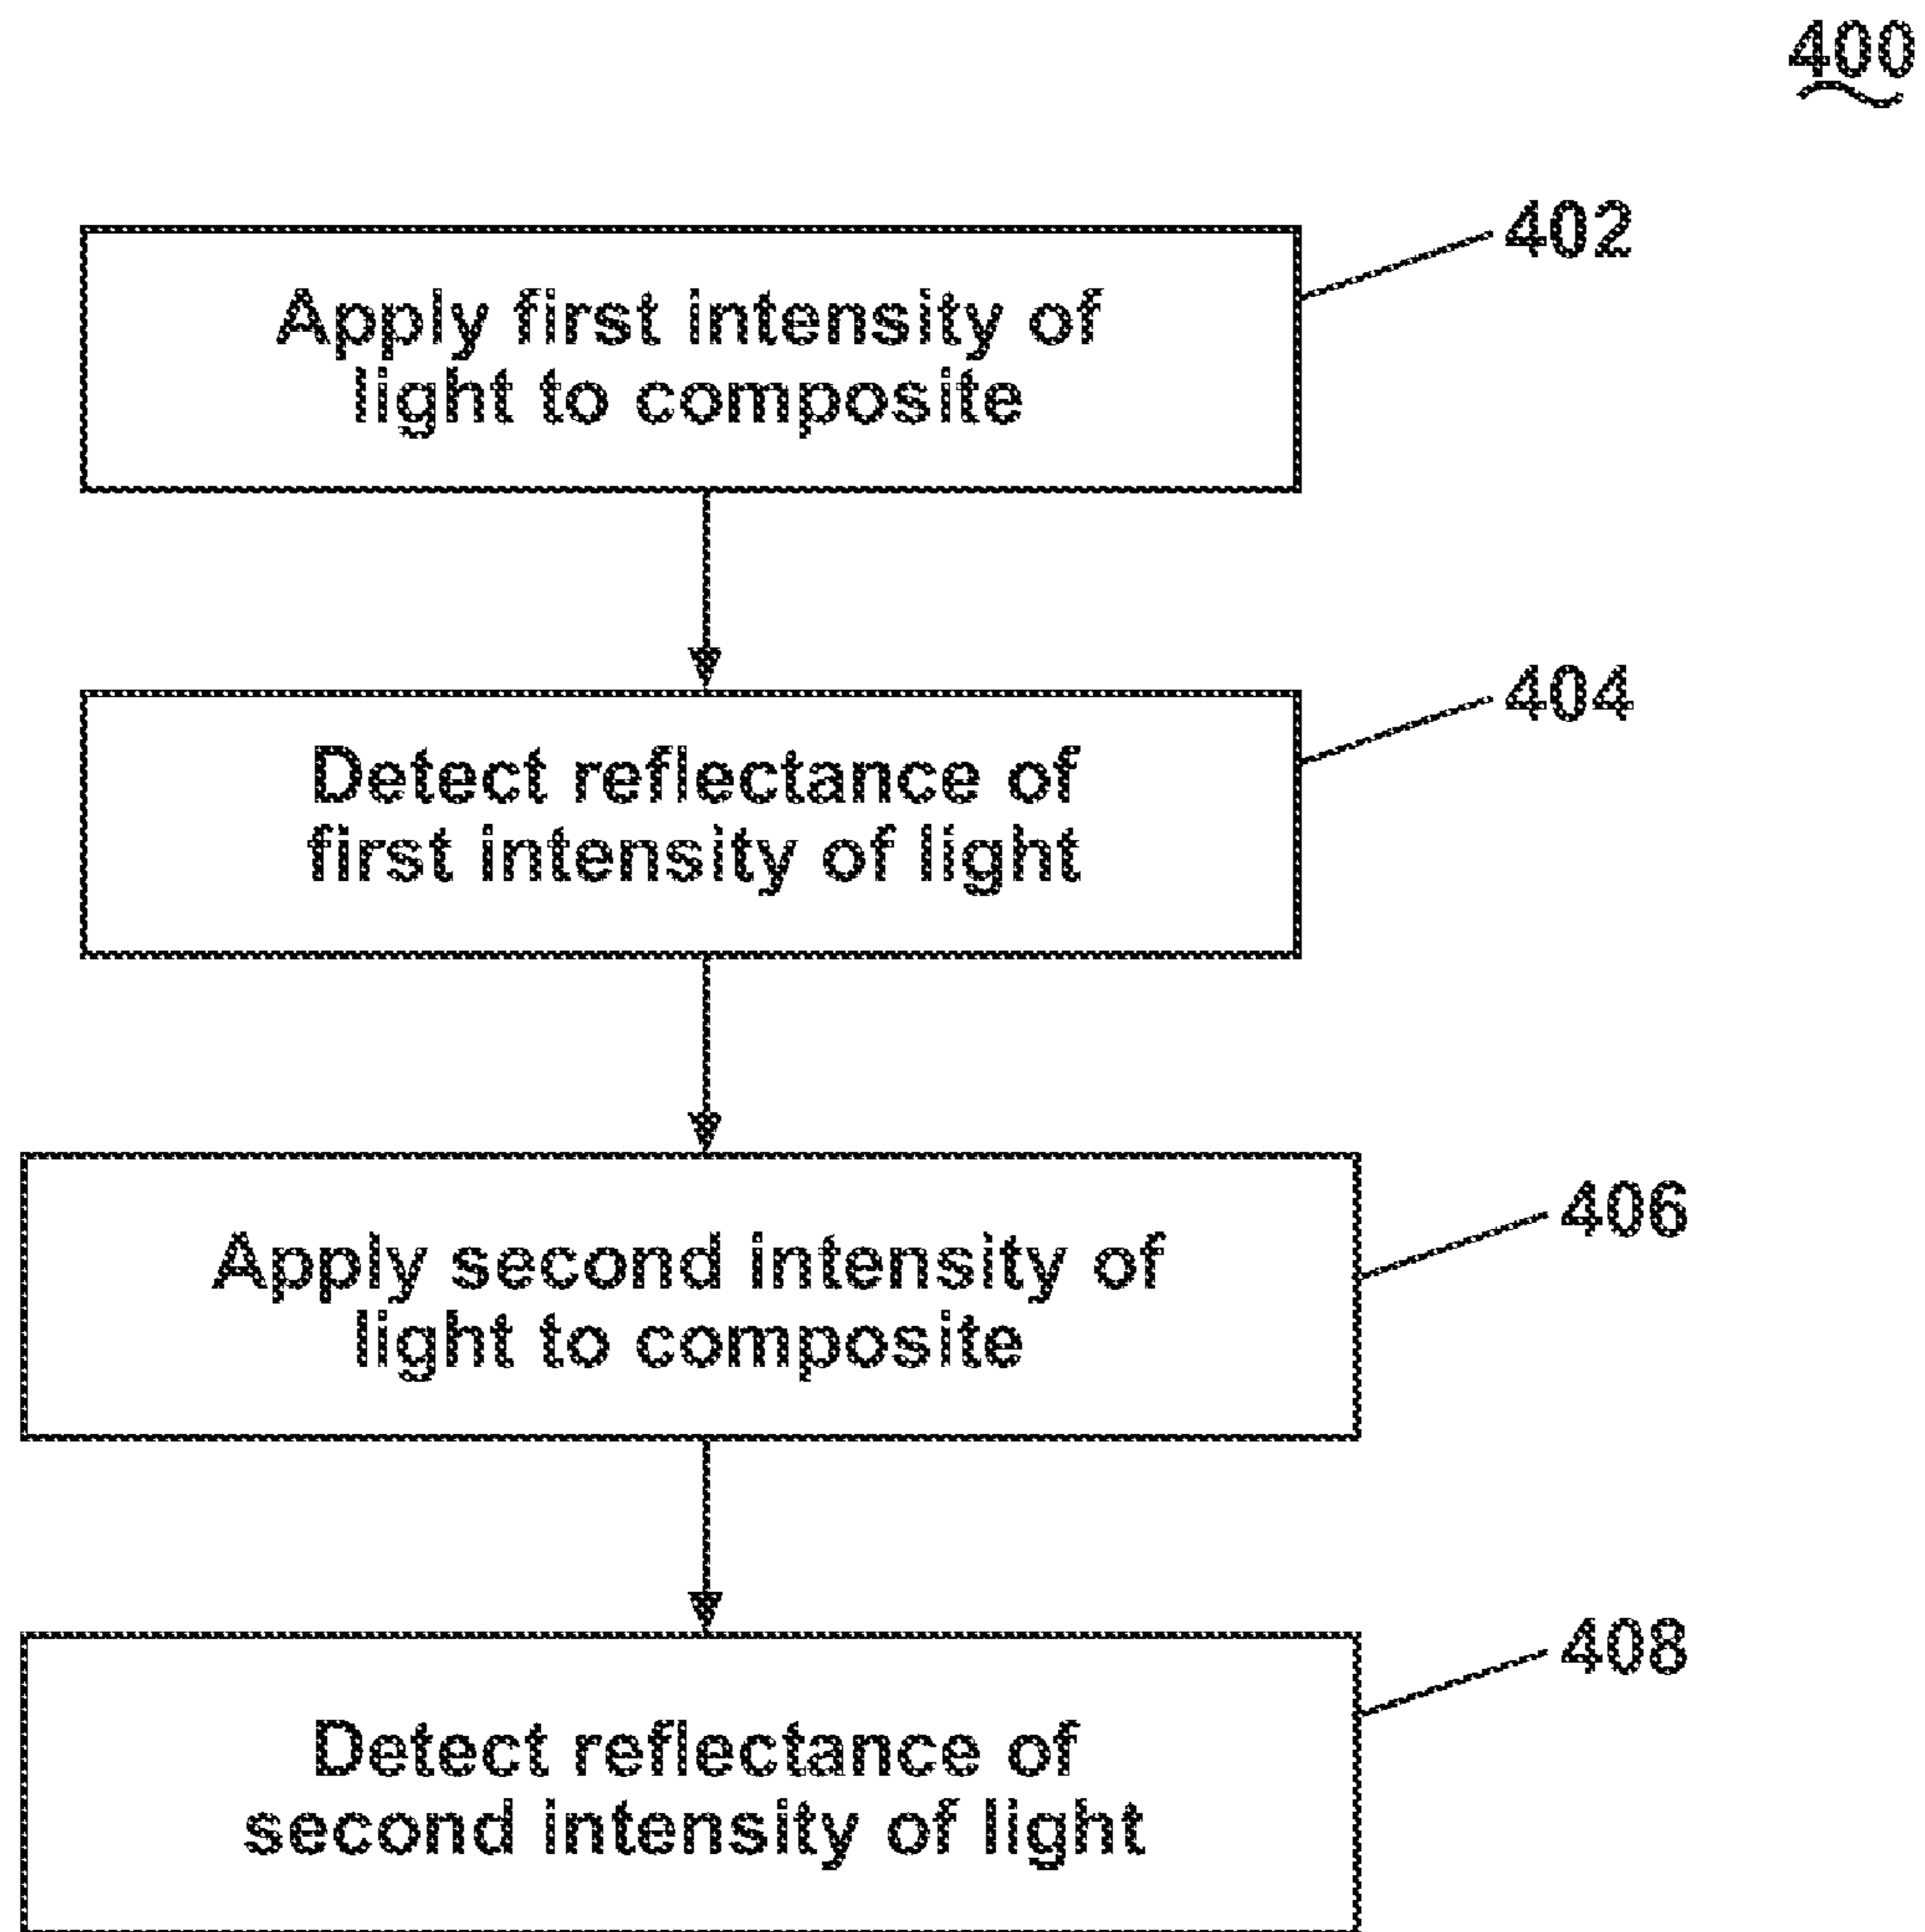 400
402
Apply first intensity of
light to composite
404
Detect reflectance of
first intensity of light
406
Apply second intensity of
light to composite
408
Detect reflectance of
second intensity of light